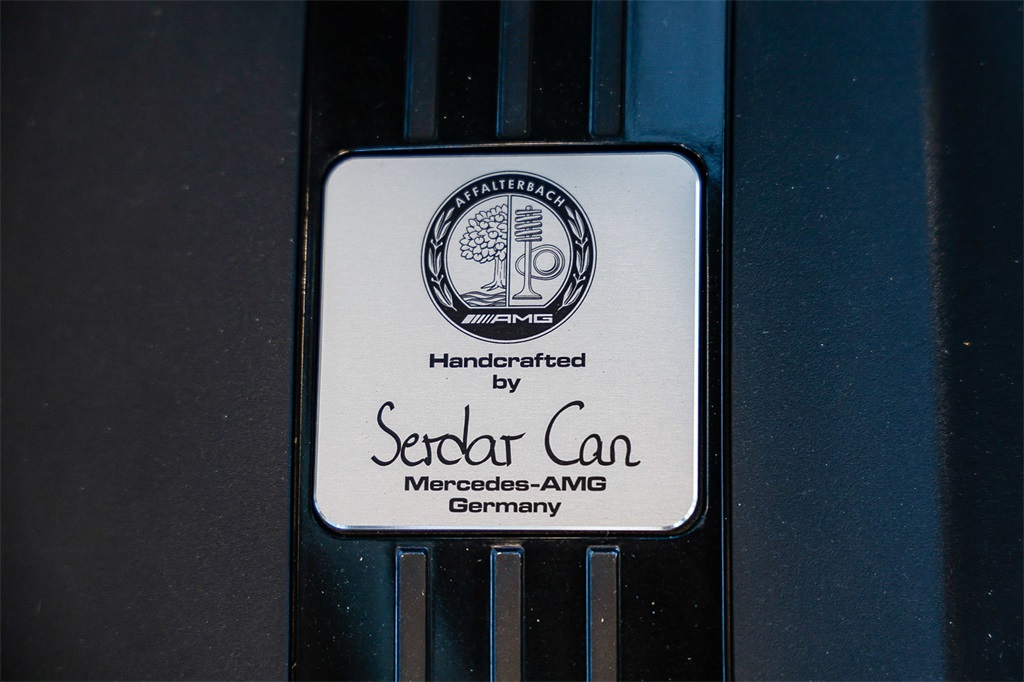 AFFALTERBACH
AMG
Handcrafted
by
Serdar Can
Mercedes-AMG
Germany